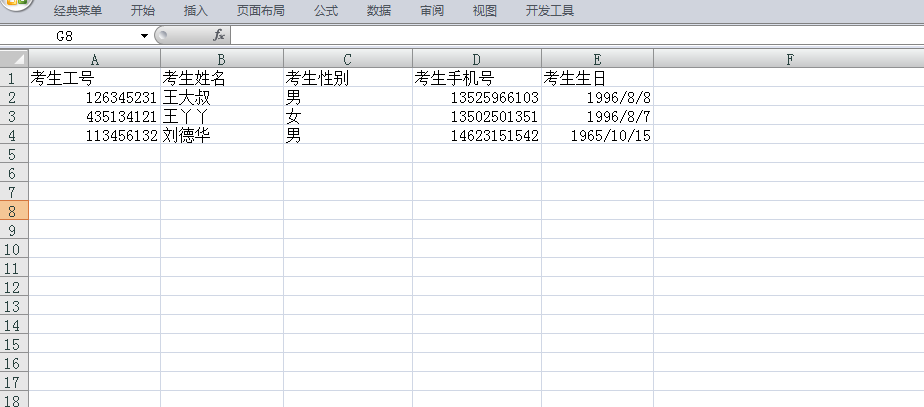 经典菜单 开始 插入 页面布局 公式 数据 审阅 视图 开发工具
G8 fx
A B C D E F
1 考生工号 考生姓名 考生性别 考生手机号 考生生日
2 126345231 王大叔 男 13525966103 1996/8/8
3 435134121 王丫丫 女 13502501351 1996/8/7
4 113456132 刘德华 男 14623151542 1965/10/15
5
6
7
8
9
10
11
12
13
14
15
16
17
18